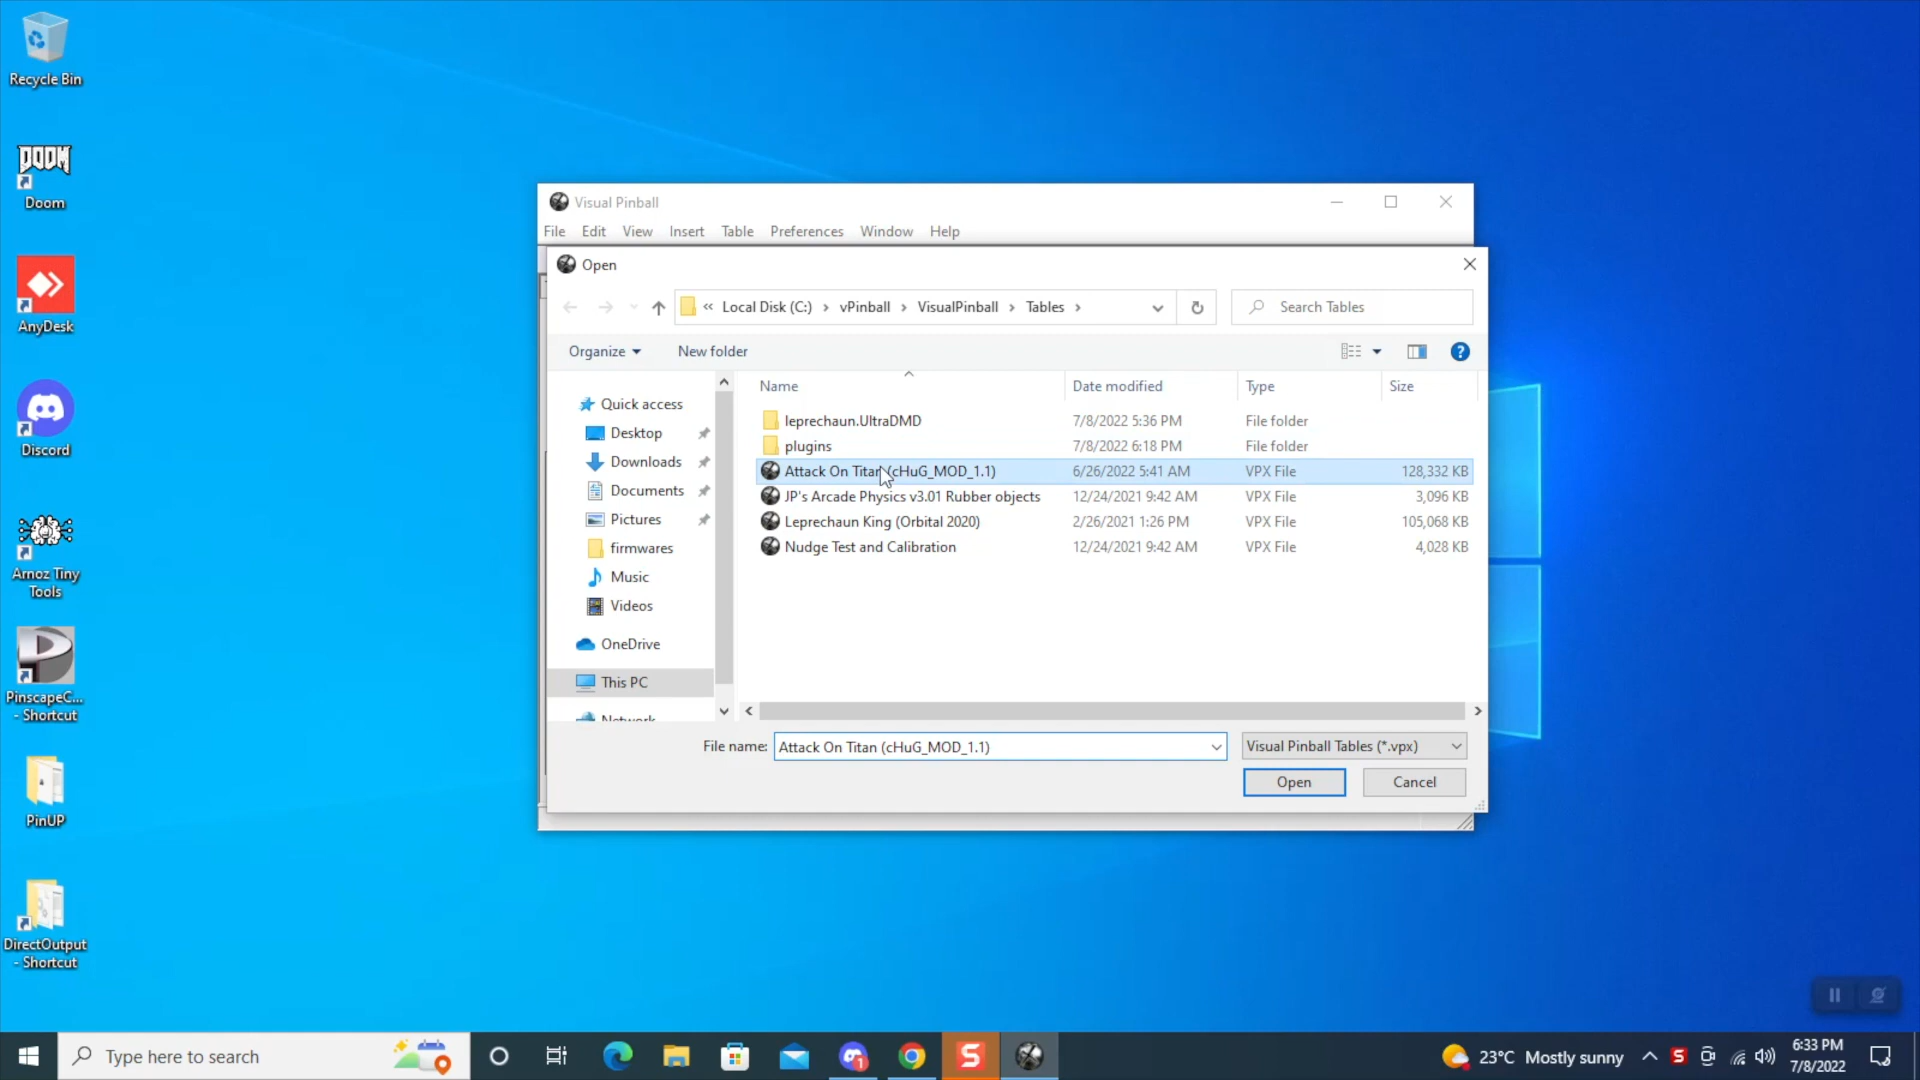 Recycle Bin
DOOM
Doom
AnyDesk
Discord
Arnoz Tiny
Tools
PinscapeC...
- Shortcut
PinUP
DirectOutput
- Shortcut
Visual Pinball
File Edit View Insert Table Preferences Window Help
Open
« Local Disk (C:) › vPinball › VisualPinball › Tables ›
Search Tables
Organize New folder
Name Date modified Type Size
Quick access
Desktop
Downloads
Documents
Pictures
firmwares
Music
Videos
OneDrive
This PC
Network
leprechaun.UltraDMD 7/8/2022 5:36 PM File folder
plugins 7/8/2022 6:18 PM File folder
Attack On Titan (cHuG_MOD_1.1) 6/26/2022 5:41 AM VPX File 128,332 KB
JP's Arcade Physics v3.01 Rubber objects 12/24/2021 9:42 AM VPX File 3,096 KB
Leprechaun King (Orbital 2020) 2/26/2021 1:26 PM VPX File 105,068 KB
Nudge Test and Calibration 12/24/2021 9:42 AM VPX File 4,028 KB
File name: Attack On Titan (cHuG_MOD_1.1) Visual Pinball Tables (*.vpx)
Open Cancel
Type here to search
1
S
23°C Mostly sunny
S
6:33 PM
7/8/2022